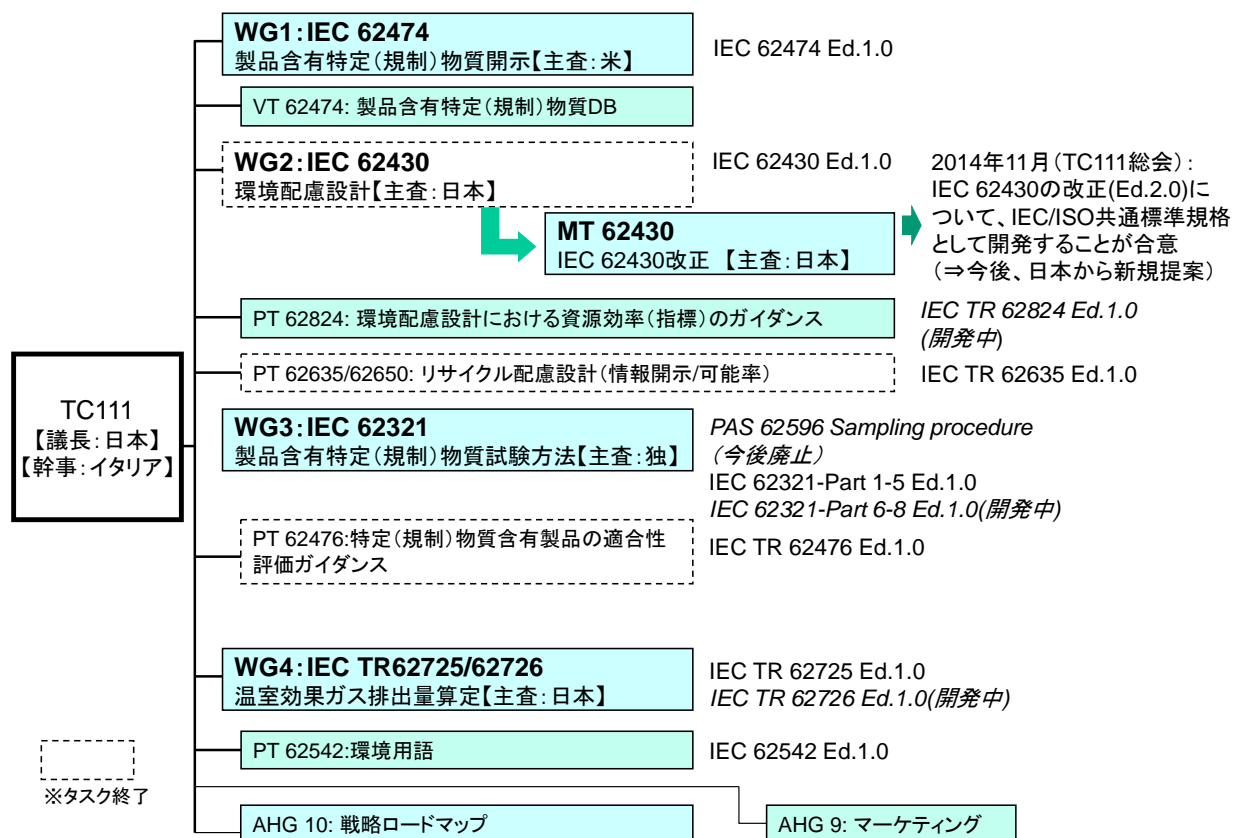 WG1:IEC 62474
製品含有特定(規制)物質開示【主査:米】
IEC 62474 Ed.1.0
VT 62474: 製品含有特定(規制)物質DB
WG2:IEC 62430
環境配慮設計【主査:日本】
IEC 62430 Ed.1.0
2014年11月(TC111総会):
IEC 62430の改正(Ed.2.0)に
ついて、IEC/ISO共通標準規格
として開発することが合意
(⇒今後、日本から新規提案)
MT 62430
IEC 62430改正 【主査:日本】
PT 62824: 環境配慮設計における資源効率(指標)のガイダンス
IEC TR 62824 Ed.1.0
(開発中)
PT 62635/62650: リサイクル配慮設計(情報開示/可能率)
IEC TR 62635 Ed.1.0
TC111
【議長:日本】
【幹事:イタリア】
WG3:IEC 62321
製品含有特定(規制)物質試験方法【主査:独】
PAS 62596 Sampling procedure
(今後廃止)
IEC 62321-Part 1-5 Ed.1.0
IEC 62321-Part 6-8 Ed.1.0(開発中)
PT 62476:特定(規制)物質含有製品の適合性
評価ガイダンス
IEC TR 62476 Ed.1.0
WG4:IEC TR62725/62726
温室効果ガス排出量算定【主査:日本】
IEC TR 62725 Ed.1.0
IEC TR 62726 Ed.1.0(開発中)
PT 62542:環境用語
IEC 62542 Ed.1.0
※タスク終了
AHG 10: 戦略ロードマップ
AHG 9: マーケティング